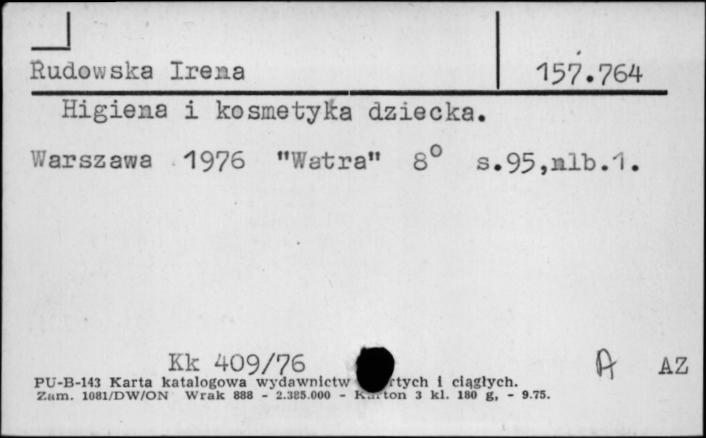 Rudowska Irena 157.764
Higiena i kosmetyka dziecka.
Warszawa 1976 "Watra" 8° s.95,nlb.1.
Kk 409/76 A AZ
PU-B-143 Karta katalogowa wydawnictw rtych i ciągłych.
Zam. 1081/DW/ON Wrak 888 - 2.385.000 - Karton 3 kl. 180 g, - 9.75.